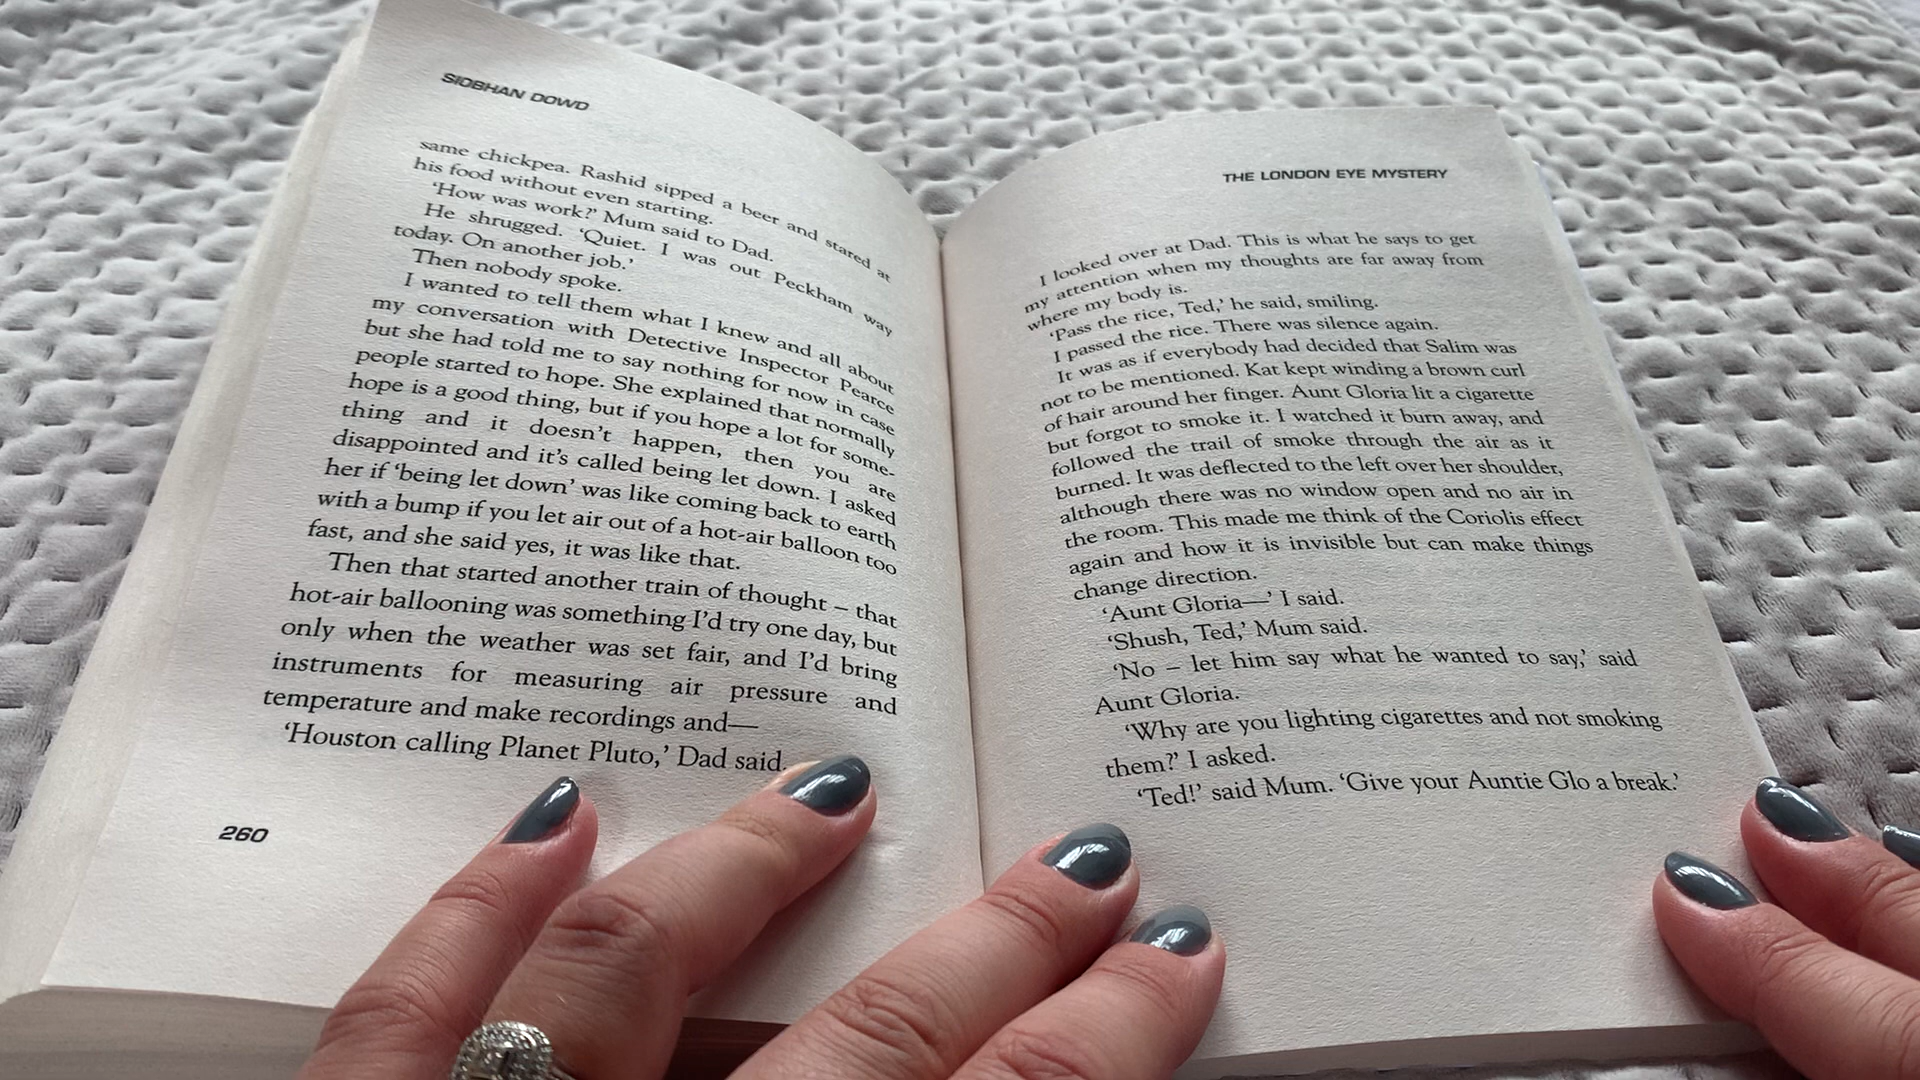 SIOBHAN DOWD
same chickpea. Rashid sipped a beer and stared at
his food without even starting.
‘How was work?’ Mum said to Dad.
He shrugged. ‘Quiet. I was out Peckham way
today. On another job.’
Then nobody spoke.
I wanted to tell them what I knew and all about
my conversation with Detective Inspector Pearce
but she had told me to say nothing for now in case
people started to hope. She explained that normally
hope is a good thing, but if you hope a lot for some-
thing and it doesn’t happen, then you are
disappointed and it’s called being let down. I asked
her if ‘being let down’ was like coming back to earth
with a bump if you let air out of a hot-air balloon too
fast, and she said yes, it was like that.
Then that started another train of thought – that
hot-air ballooning was something I’d try one day, but
only when the weather was set fair, and I’d bring
instruments for measuring air pressure and
temperature and make recordings and—
‘Houston calling Planet Pluto,’ Dad said.
260
THE LONDON EYE MYSTERY
I looked over at Dad. This is what he says to get
my attention when my thoughts are far away from
where my body is.
‘Pass the rice, Ted,’ he said, smiling.
I passed the rice. There was silence again.
It was as if everybody had decided that Salim was
not to be mentioned. Kat kept winding a brown curl
of hair around her finger. Aunt Gloria lit a cigarette
but forgot to smoke it. I watched it burn away, and
followed the trail of smoke through the air as it
burned. It was deflected to the left over her shoulder,
although there was no window open and no air in
the room. This made me think of the Coriolis effect
again and how it is invisible but can make things
change direction.
‘Aunt Gloria—’ I said.
‘Shush, Ted,’ Mum said.
‘No – let him say what he wanted to say,’ said
Aunt Gloria.
‘Why are you lighting cigarettes and not smoking
them?’ I asked.
‘Ted!’ said Mum. ‘Give your Auntie Glo a break.’